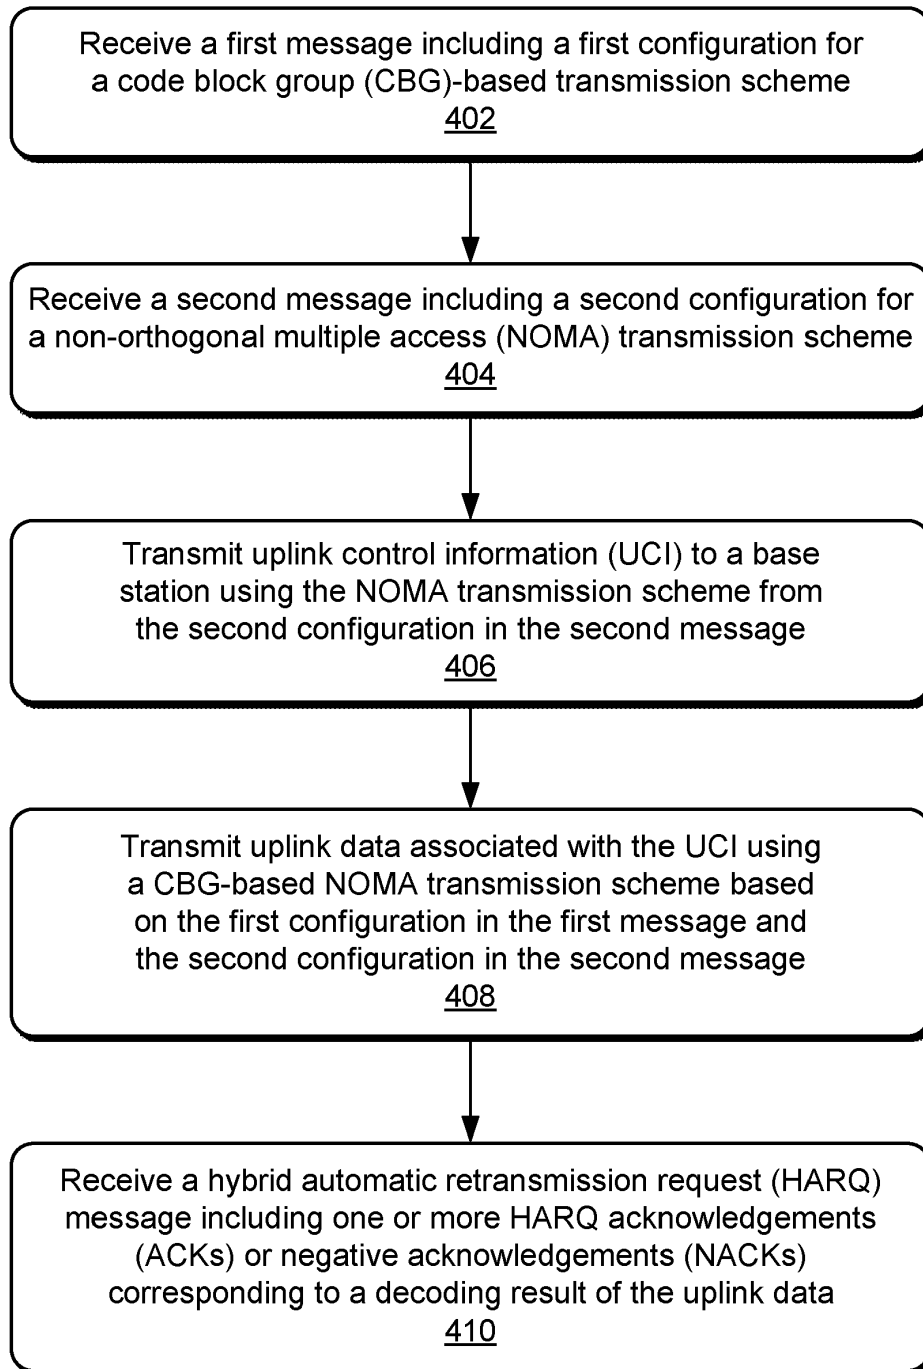 Receive a first message including a first configuration for
a code block group (CBG)-based transmission scheme
402
Receive a second message including a second configuration for
a non-orthogonal multiple access (NOMA) transmission scheme
404
Transmit uplink control information (UCI) to a base
station using the NOMA transmission scheme from
the second configuration in the second message
406
Transmit uplink data associated with the UCI using
a CBG-based NOMA transmission scheme based
on the first configuration in the first message and
the second configuration in the second message
408
Receive a hybrid automatic retransmission request (HARQ)
message including one or more HARQ acknowledgements
(ACKs) or negative acknowledgements (NACKs)
corresponding to a decoding result of the uplink data
410